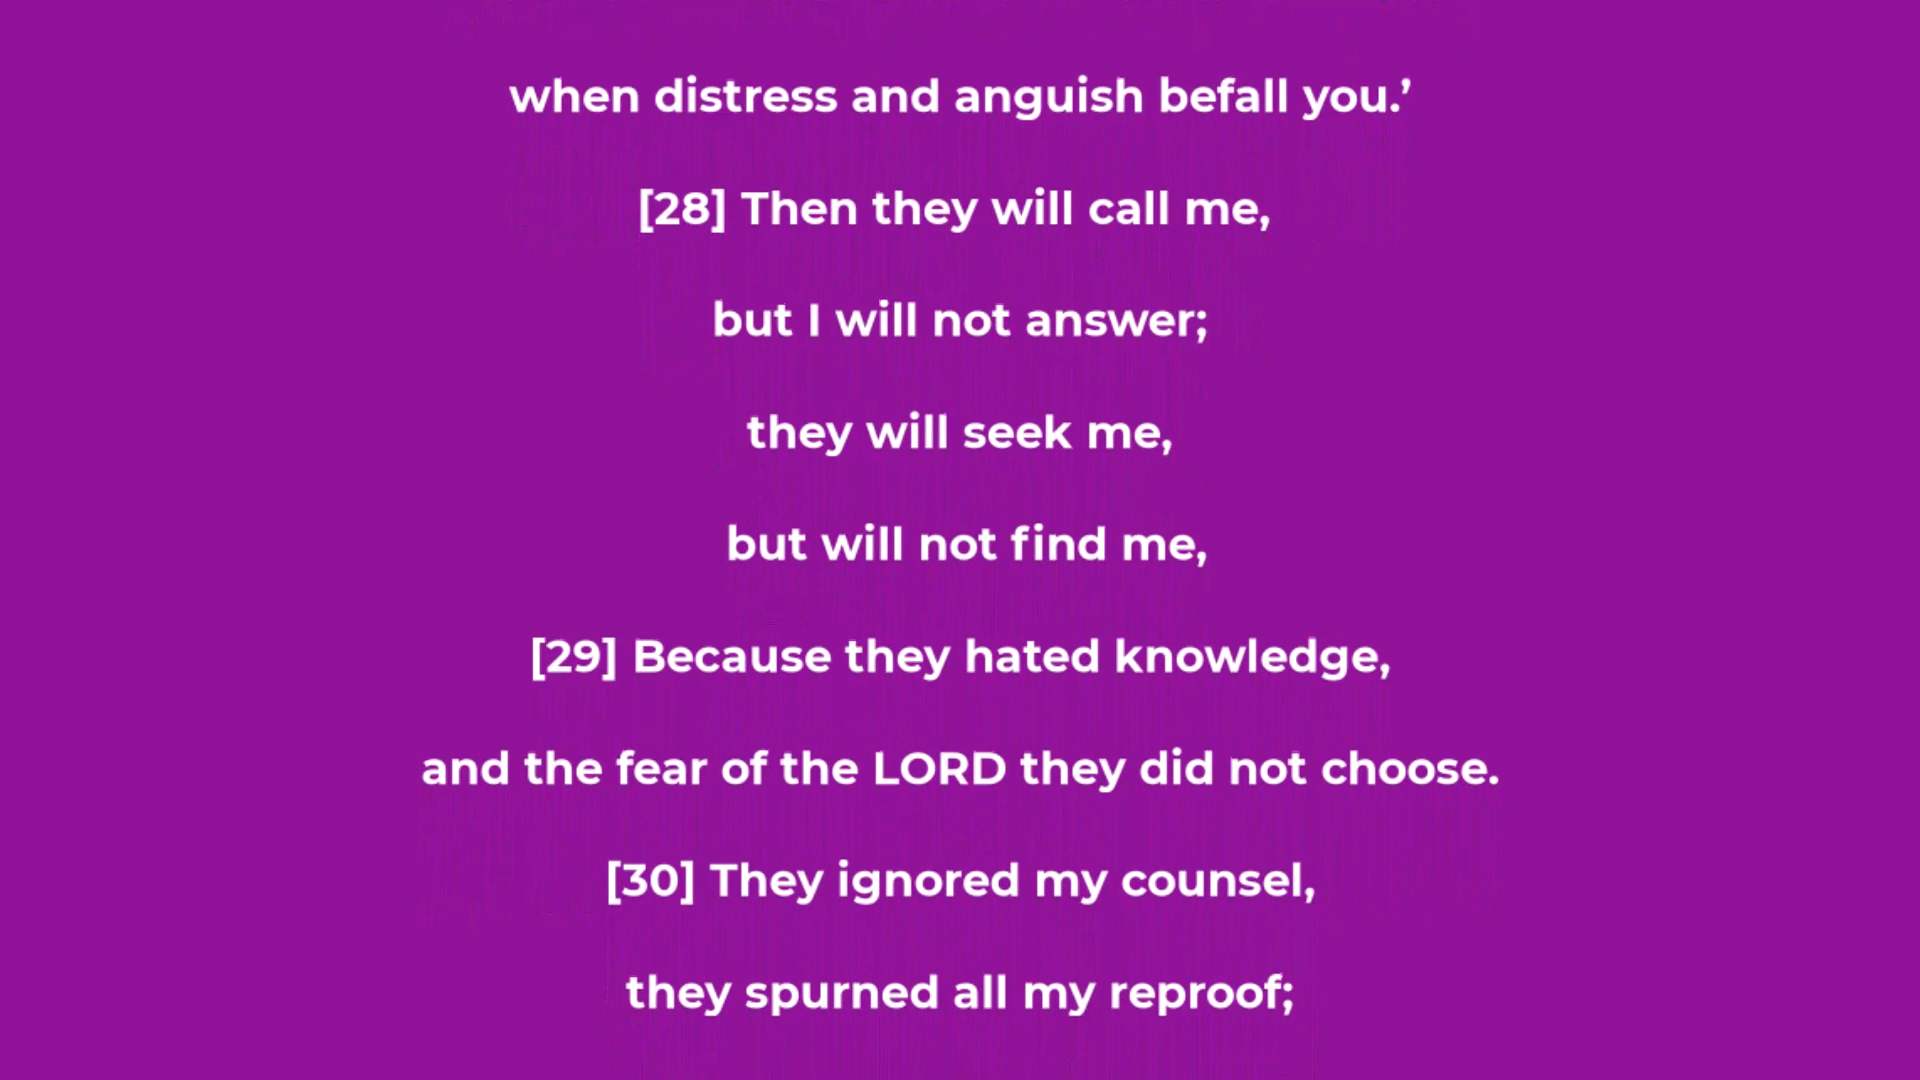 when distress and anguish befall you.’
[28] Then they will call me,
but I will not answer;
they will seek me,
but will not find me,
[29] Because they hated knowledge,
and the fear of the LORD they did not choose.
[30] They ignored my counsel,
they spurned all my reproof;